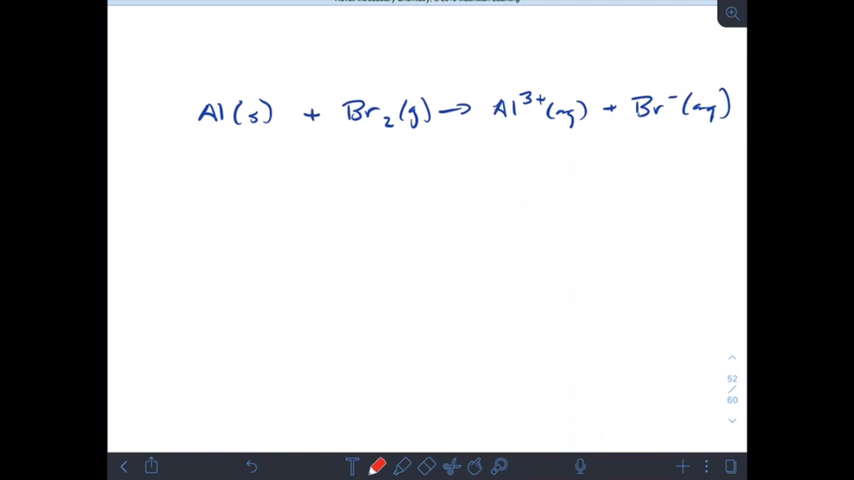 Al(s) + Br₂(g) → Al³⁺(aq) + Br⁻(aq)
52
/
60